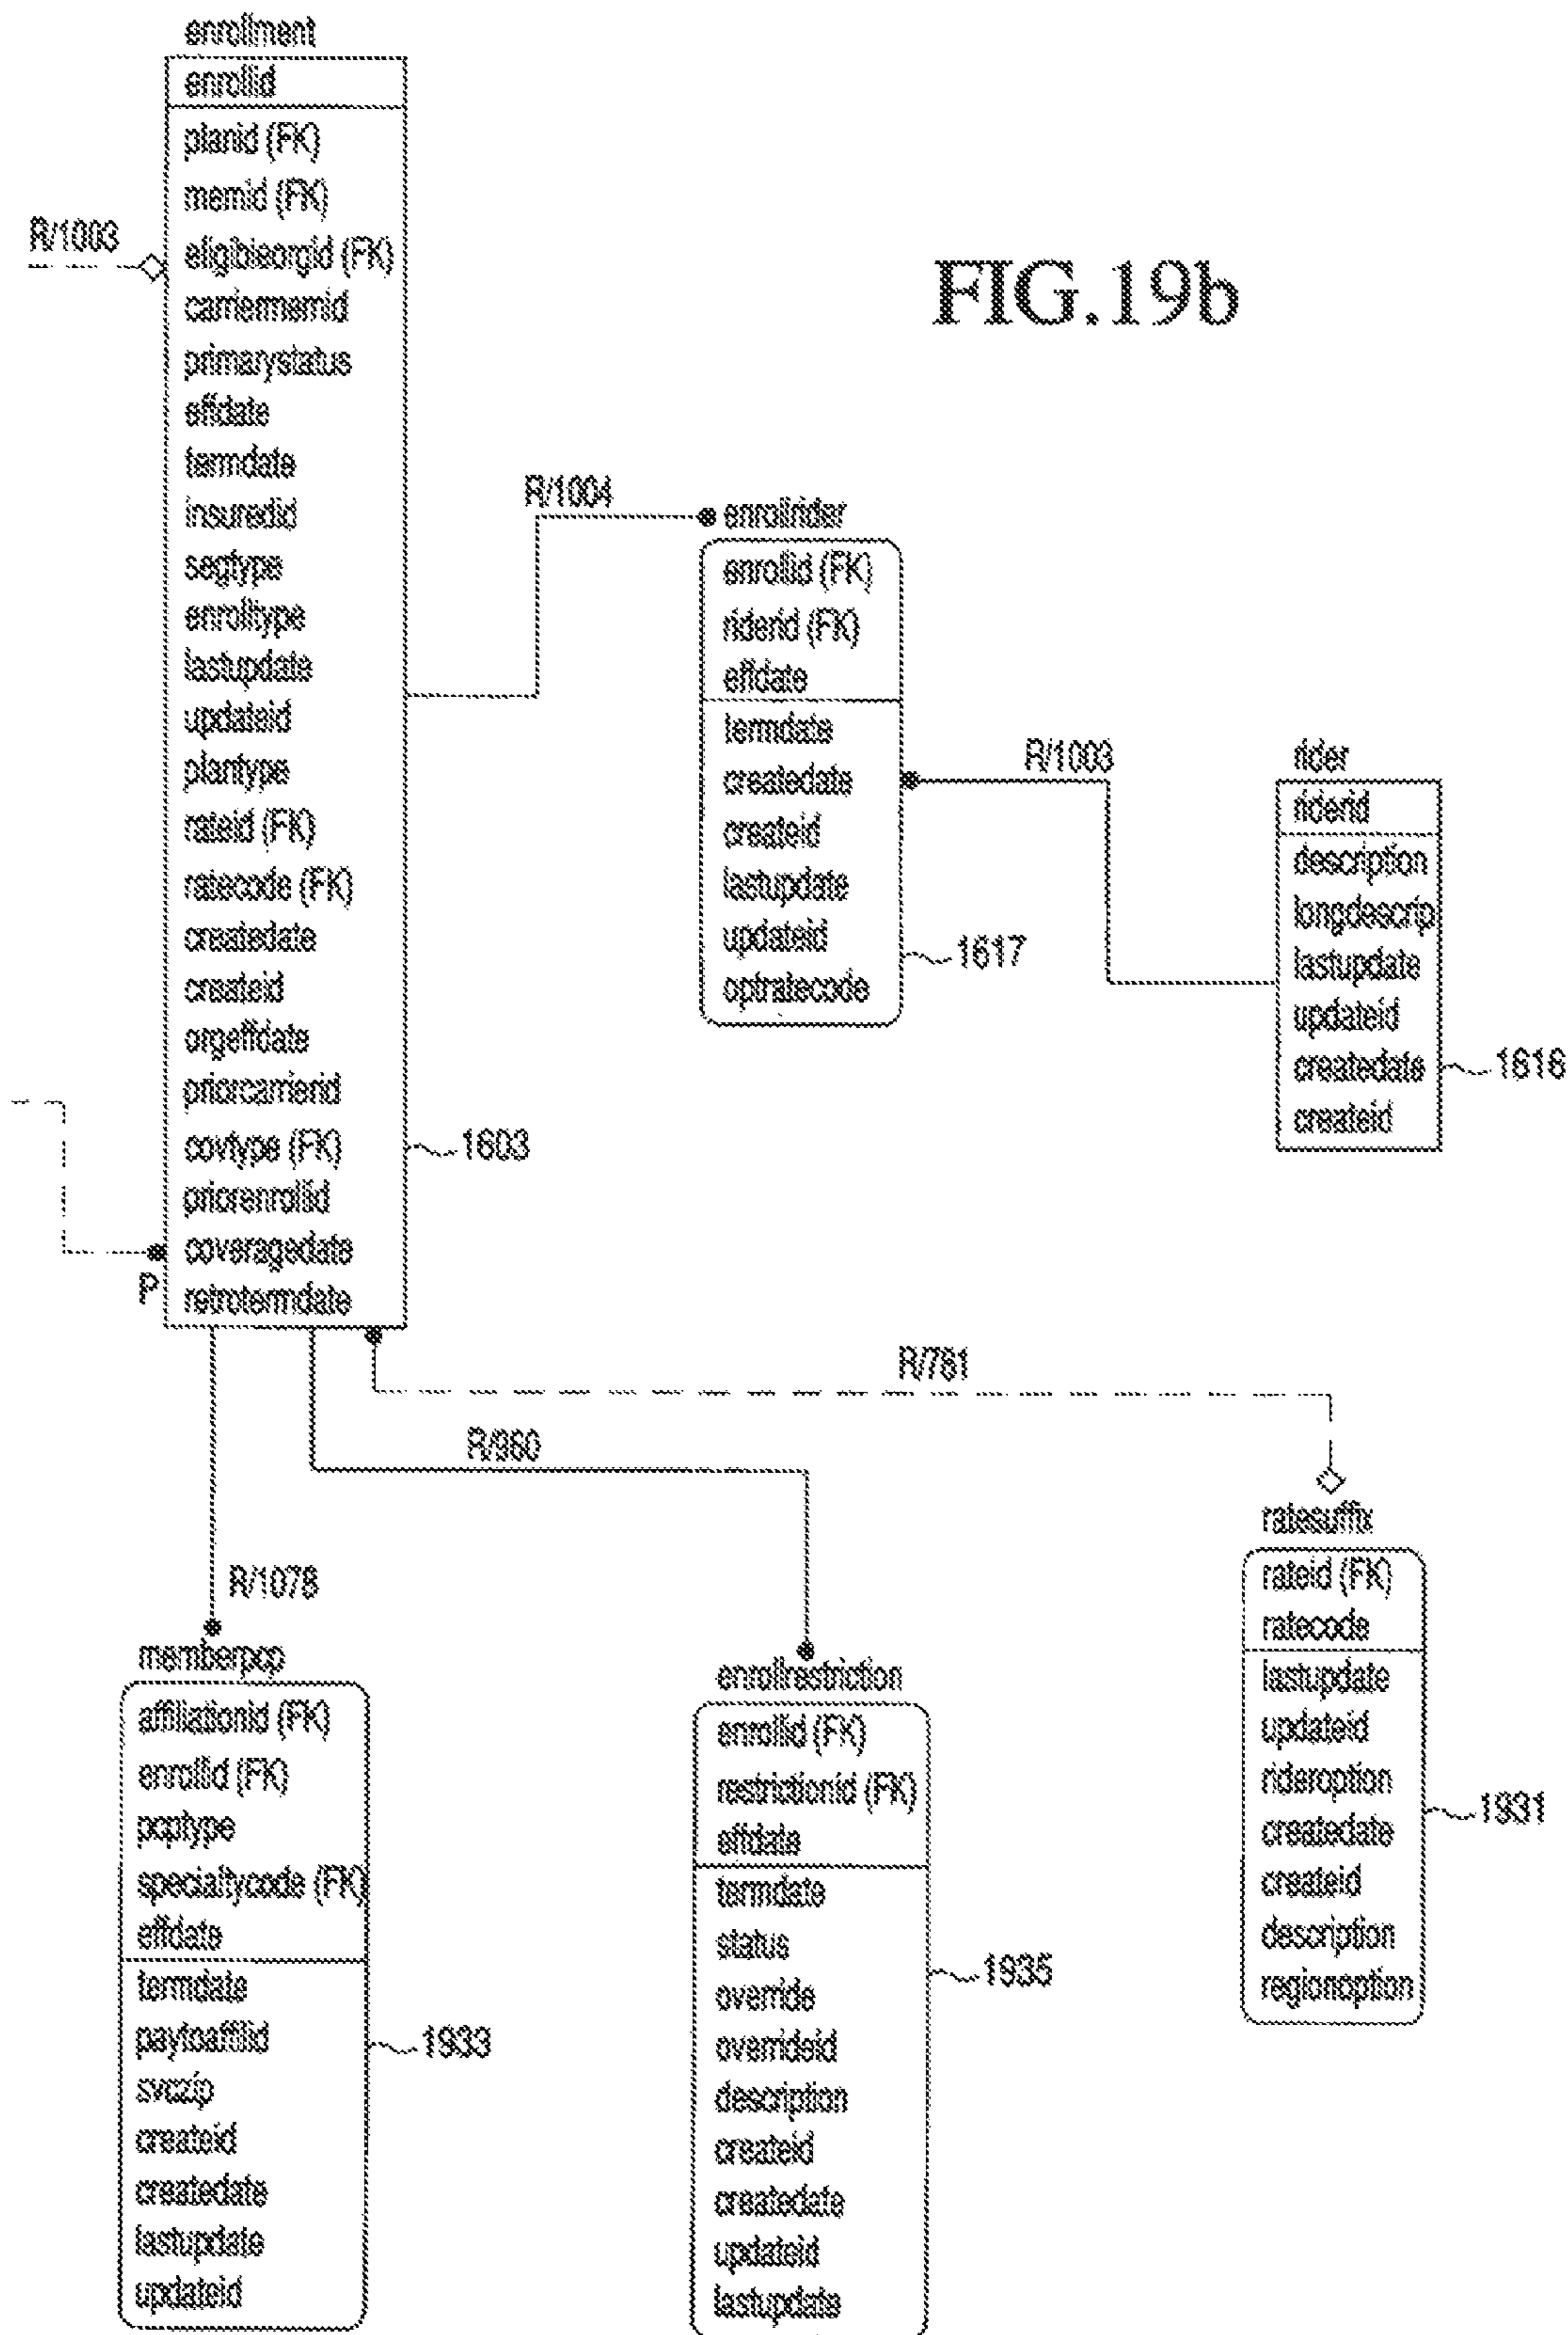 enrollment
enrollid
planid (FK)
memid (FK)
R/1003
eligibleorgid (FK)
carriermemid
primarystatus
effdate
termdate
insuredid
segtype
enrolltype
lastupdate
updateid
plantype
rateid (FK)
ratecode (FK)
createdate
createid
orgeffdate
priorcarrierid
covtype (FK)
1603
priorenrollid
coveragedate
P
retrotermdate
FIG.19b
R/1004
enrollrider
enrollid (FK)
riderid (FK)
effdate
termdate
createdate
createid
lastupdate
updateid
1617
optratecode
R/1003
rider
riderid
description
longdescrip
lastupdate
updateid
createdate
1616
createid
R/781
R/960
R/1078
memberpcp
affiliationid (FK)
enrollid (FK)
pcptype
specialtycode (FK)
effdate
termdate
paytoaffilid
1933
svczip
createid
createdate
lastupdate
updateid
enrollrestriction
enrollid (FK)
restrictionid (FK)
effdate
termdate
status
1935
override
overrideid
description
createid
createdate
updateid
lastupdate
ratesuffix
rateid (FK)
ratecode
lastupdate
updateid
rideroption
1931
createdate
createid
description
regionoption